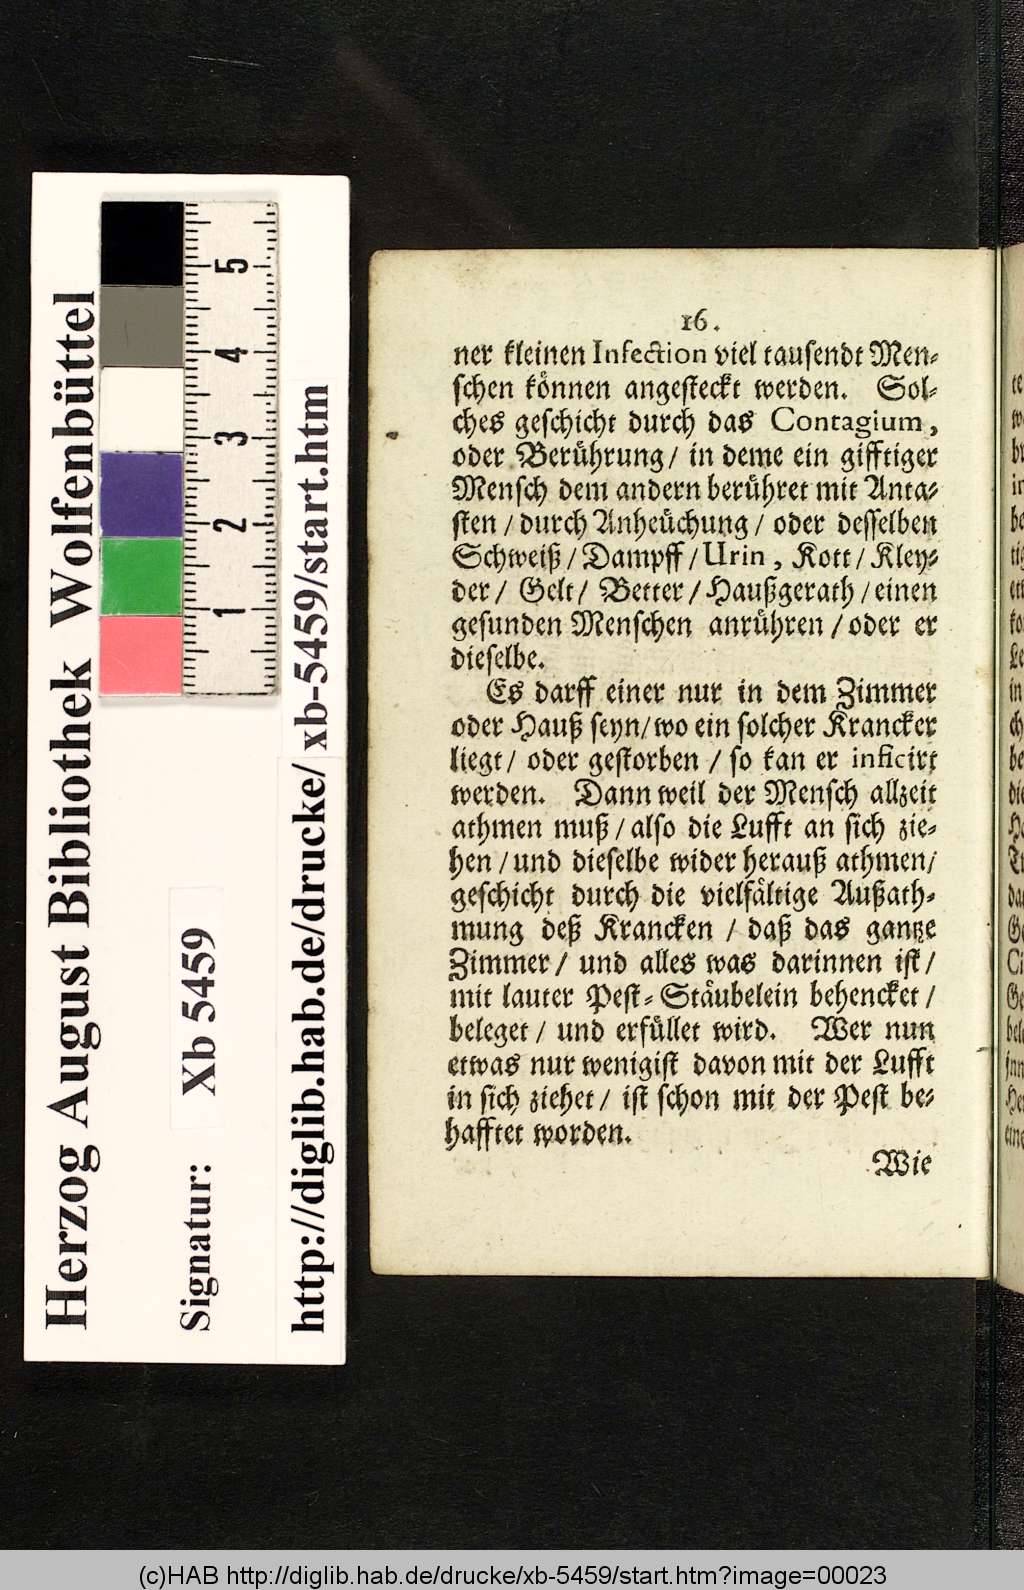 Herzog August Bibliothek Wolfenbüttel
Signatur: Xb 5459
http://diglib.hab.de/drucke/xb-5459/start.htm
1 2 3 4 5
16.
ner kleinen Infection viel tausendt Men-
schen können angesteckt werden. Sol-
ches geschicht durch das Contagium,
oder Berührung/ in deme ein gifftiger
Mensch dem andern berühret mit Anta-
sten / durch Anheüchung / oder desselben
Schweiß / Dampff / Urin, Kott / Kley-
der / Gelt / Better / Haußgerath / einen
gesunden Menschen anrühren / oder er
dieselbe.
Es darff einer nur in dem Zimmer
oder Hauß seyn/ wo ein solcher Krancker
liegt / oder gestorben / so kan er inficirt
werden. Dann weil der Mensch allzeit
athmen muß / also die Lufft an sich zie-
hen / und dieselbe wider herauß athmen/
geschicht durch die vielfältige Außath-
mung deß Krancken / daß das gantze
Zimmer / und alles was darinnen ist /
mit lauter Pest-Stäubelein behencket /
beleget / und erfüllet wird. Wer nun
etwas nur wenigist davon mit der Lufft
in sich ziehet / ist schon mit der Pest be-
hafftet worden.
Wie
(c)HAB http://diglib.hab.de/drucke/xb-5459/start.htm?image=00023